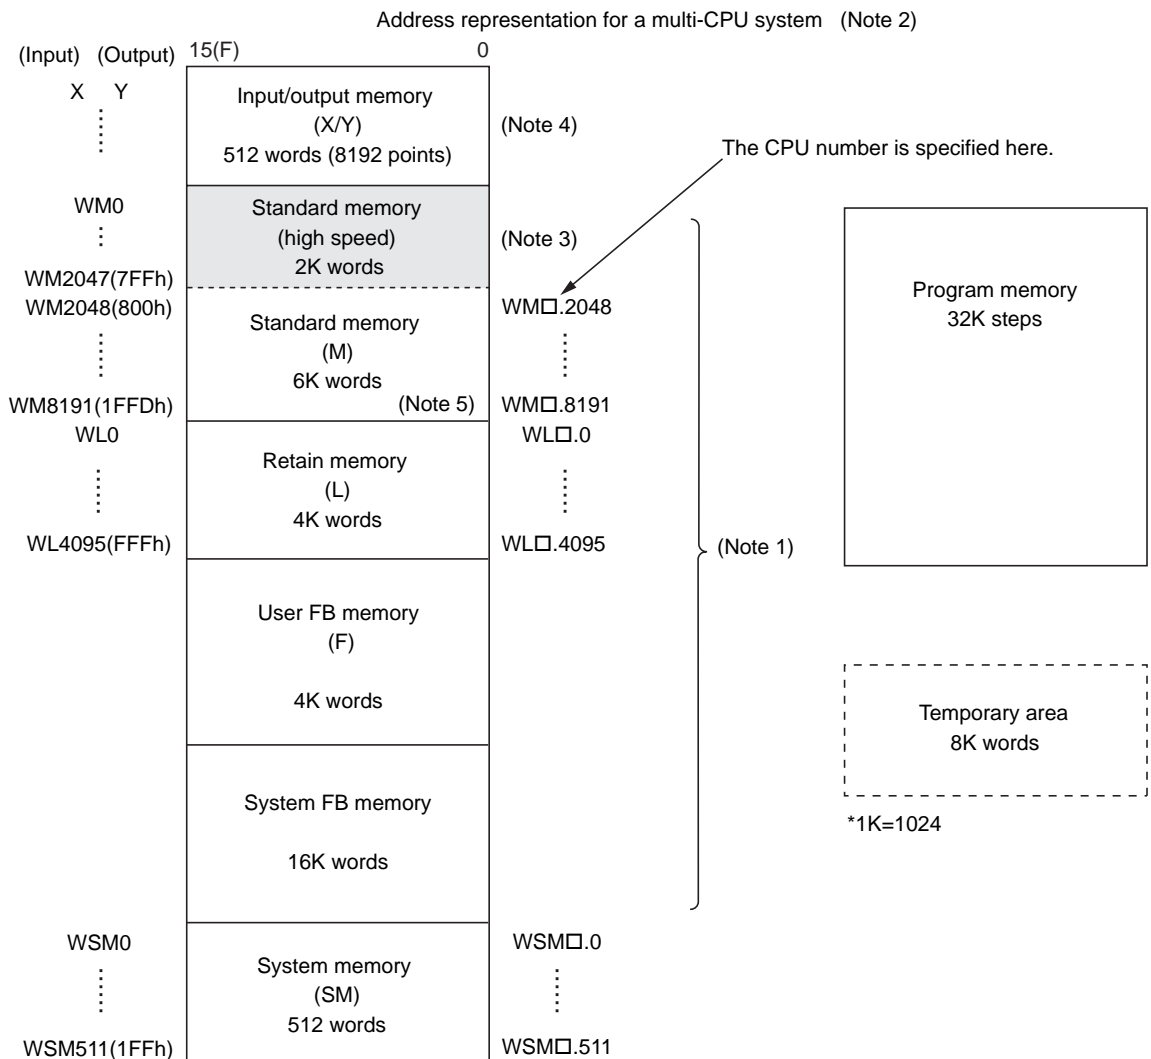 Address representation for a multi-CPU system (Note 2)
(Input) (Output) 15(F) 0
X Y
Input/output memory
(X/Y)
512 words (8192 points)
(Note 4)
The CPU number is specified here.
WM0
Standard memory
(high speed)
2K words
(Note 3)
WM2047(7FFh)
WM2048(800h)
WM□.2048
Standard memory
(M)
6K words
WM8191(1FFDh)
(Note 5)
WM□.8191
WL0
WL□.0
Retain memory
(L)
4K words
WL4095(FFFh)
WL□.4095
(Note 1)
User FB memory
(F)
4K words
System FB memory
16K words
WSM0
WSM□.0
System memory
(SM)
512 words
WSM511(1FFh)
WSM□.511
Program memory
32K steps
Temporary area
8K words
*1K=1024